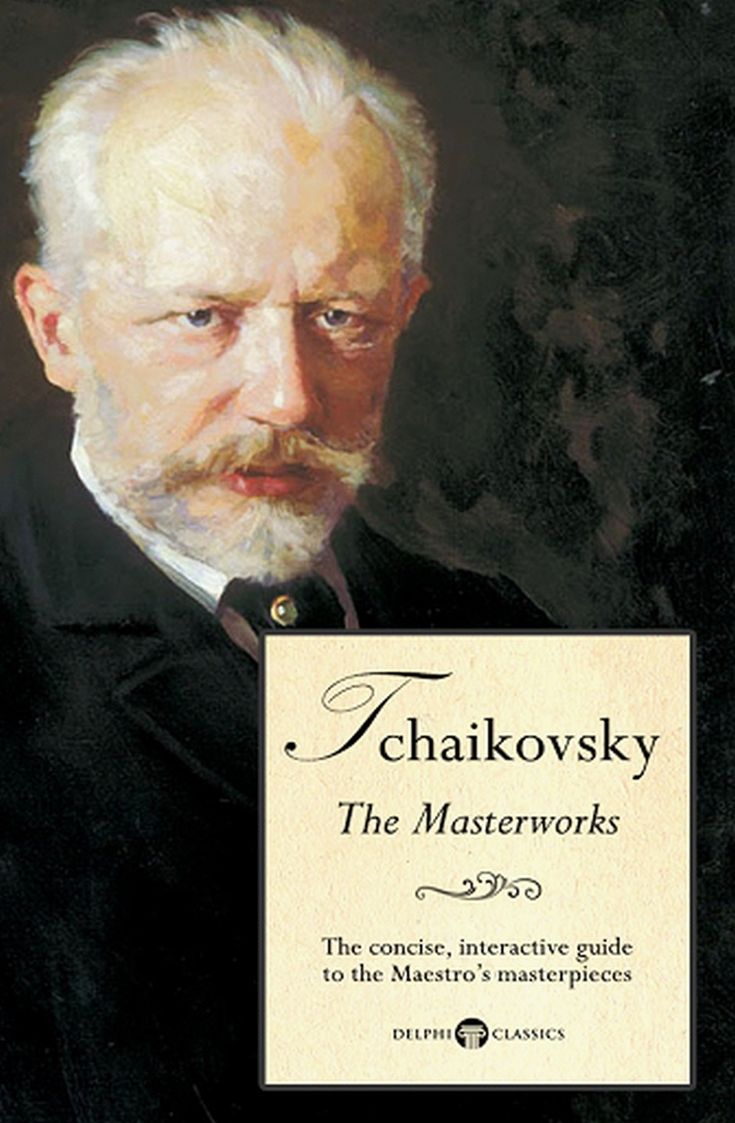 Tchaikovsky
The Masterworks
The concise, interactive guide
to the Maestro's masterpieces
DELPHI CLASSICS